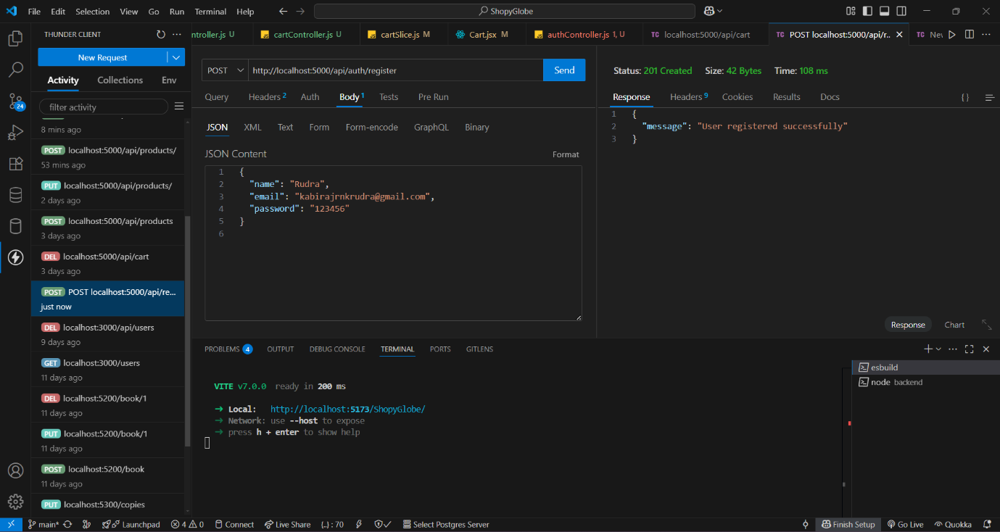 File Edit Selection View Go Run Terminal Help
ShopyGlobe
THUNDER CLIENT
New Request
Activity Collections Env
filter activity
8 mins ago
POST localhost:5000/api/products/
53 mins ago
PUT localhost:5000/api/products/
2 days ago
POST localhost:5000/api/products
3 days ago
DEL localhost:5000/api/cart
3 days ago
POST POST localhost:5000/api/re...
just now
DEL localhost:3000/api/users
9 days ago
GET localhost:3000/users
11 days ago
DEL localhost:5200/book/1
11 days ago
PUT localhost:5200/book/1
11 days ago
POST localhost:5200/book
11 days ago
PUT localhost:5300/copies
24
ntroller.js U JS cartController.js U JS cartSlice.js M Cart.jsx M JS authController.js 1, U TC localhost:5000/api/cart TC POST localhost:5000/api/r.. TC Ne
POST http://localhost:5000/api/auth/register Send
Query Headers 2 Auth Body 1 Tests Pre Run
JSON XML Text Form Form-encode GraphQL Binary
JSON Content Format
1 {
2 "name": "Rudra",
3 "email": "kabirajrnkrudra@gmail.com",
4 "password": "123456"
5 }
6
Status: 201 Created Size: 42 Bytes Time: 108 ms
Response Headers 9 Cookies Results Docs { }
1 {
2 "message": "User registered successfully"
3 }
Response Chart
PROBLEMS 4 OUTPUT DEBUG CONSOLE TERMINAL PORTS GITLENS
VITE v7.0.0 ready in 200 ms
➜ Local: http://localhost:5173/ShopyGlobe/
➜ Network: use --host to expose
➜ press h + enter to show help
esbuild
node backend
main* Launchpad 4 0 Connect Live Share {..} : 70 Select Postgres Server Finish Setup Go Live Quokka